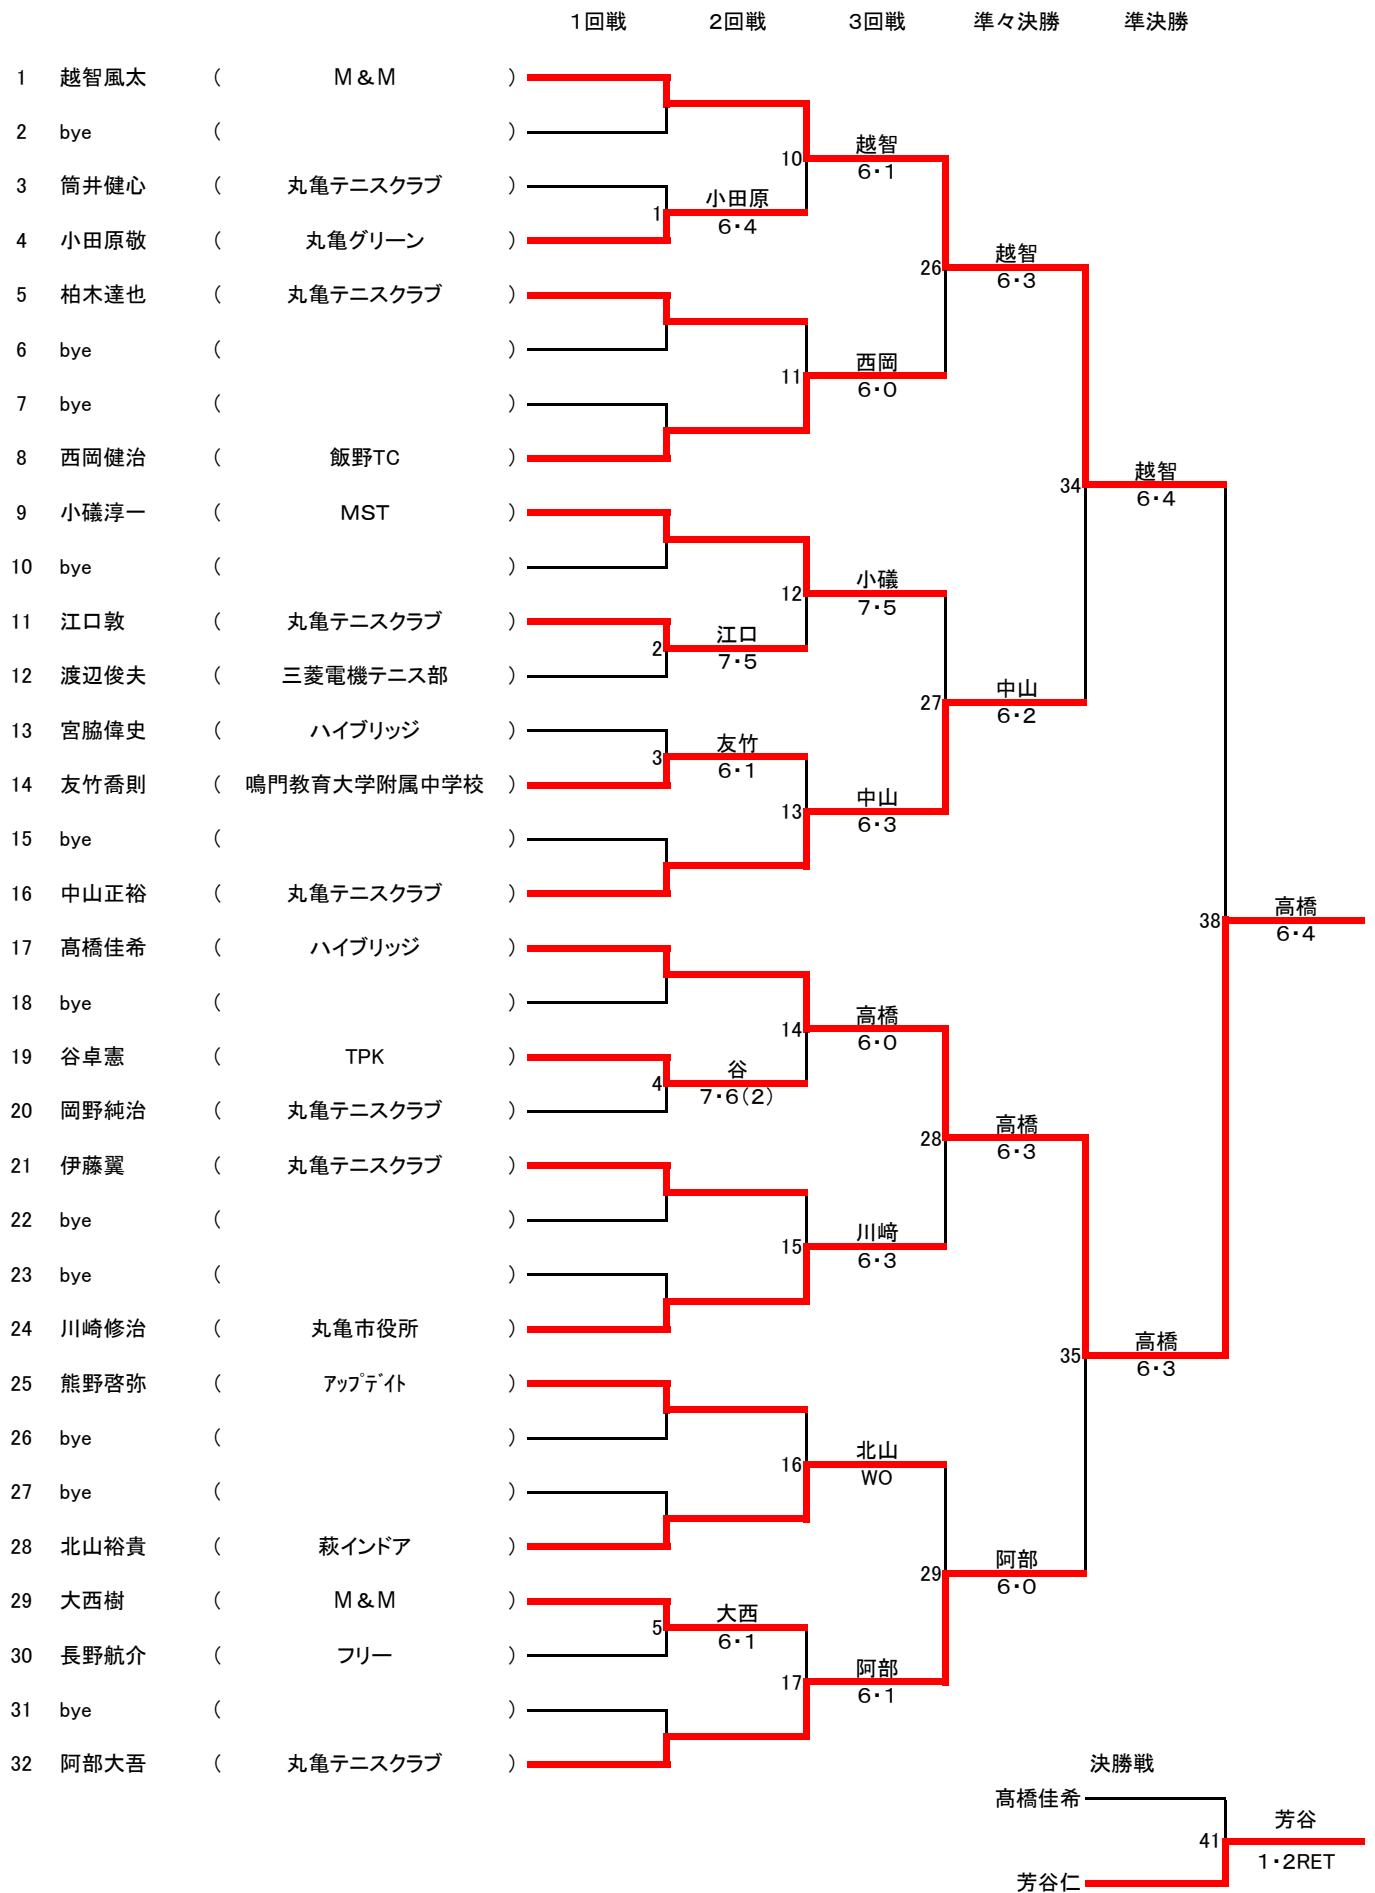 1回戦 2回戦 3回戦 準々決勝 準決勝
1 越智風太 ( M&M )
2 bye ( )
越智
10 6・1
3 筒井健心 ( 丸亀テニスクラブ )
小田原
1 6・4
4 小田原敬 ( 丸亀グリーン )
越智
26 6・3
5 柏木達也 ( 丸亀テニスクラブ )
6 bye ( )
西岡
11 6・0
7 bye ( )
8 西岡健治 ( 飯野TC )
越智
34 6・4
9 小礒淳一 ( MST )
10 bye ( )
小礒
12 7・5
11 江口敦 ( 丸亀テニスクラブ )
江口
2 7・5
12 渡辺俊夫 ( 三菱電機テニス部 )
中山
27 6・2
13 宮脇偉史 ( ハイブリッジ )
友竹
3 6・1
14 友竹喬則 ( 鳴門教育大学附属中学校 )
中山
13 6・3
15 bye ( )
16 中山正裕 ( 丸亀テニスクラブ )
高橋
38 6・4
17 髙橋佳希 ( ハイブリッジ )
18 bye ( )
高橋
14 6・0
19 谷卓憲 ( TPK )
谷
4 7・6(2)
20 岡野純治 ( 丸亀テニスクラブ )
高橋
28 6・3
21 伊藤翼 ( 丸亀テニスクラブ )
22 bye ( )
川﨑
15 6・3
23 bye ( )
24 川崎修治 ( 丸亀市役所 )
高橋
35 6・3
25 熊野啓弥 ( アップデイト )
26 bye ( )
北山
16 WO
27 bye ( )
28 北山裕貴 ( 萩インドア )
阿部
29 6・0
29 大西樹 ( M&M )
大西
5 6・1
30 長野航介 ( フリー )
阿部
17 6・1
31 bye ( )
32 阿部大吾 ( 丸亀テニスクラブ )
決勝戦
髙橋佳希
芳谷
41 1・2RET
芳谷仁